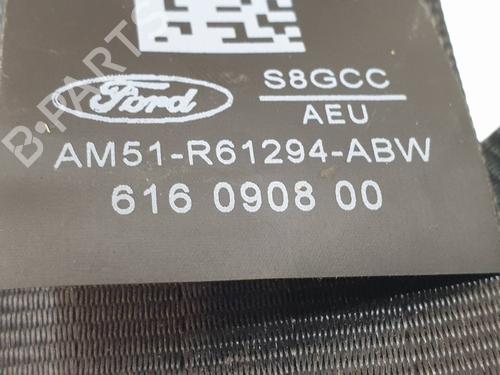 Ford
S8GCC
AEU
AM51-R61294-ABW
616 0908 00
B-PARTS